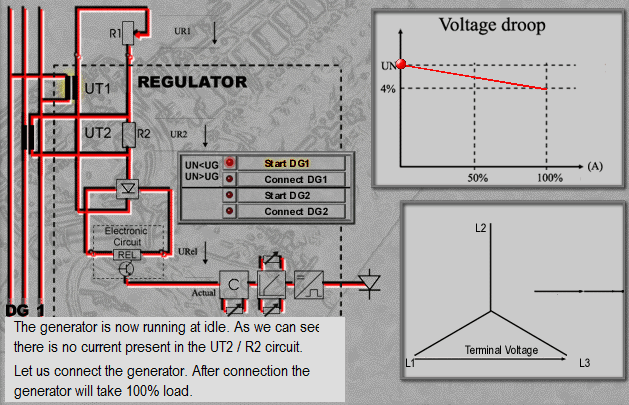 Voltage droop
UN
4%
50%
100%
(A)
R1
UR1
REGULATOR
UT1
UT2
R2
UR2
UN<UG
UN>UG
Start DG1
Connect DG1
Start DG2
Connect DG2
Electronic
Circuit
REL
URel
Actual
C
DG 1
L2
L1
Terminal Voltage
L3
The generator is now running at idle. As we can see
there is no current present in the UT2 / R2 circuit.
Let us connect the generator. After connection the
generator will take 100% load.